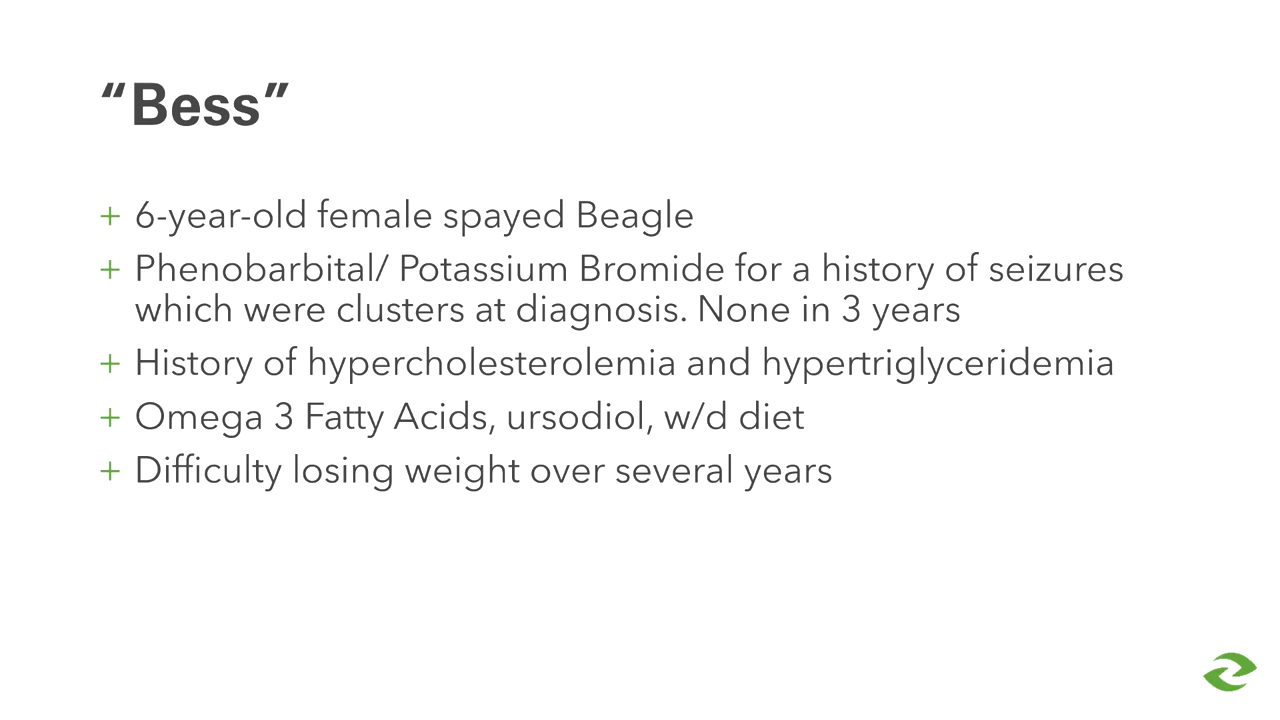 “Bess”
+ 6-year-old female spayed Beagle
+ Phenobarbital/ Potassium Bromide for a history of seizures
which were clusters at diagnosis. None in 3 years
+ History of hypercholesterolemia and hypertriglyceridemia
+ Omega 3 Fatty Acids, ursodiol, w/d diet
+ Difficulty losing weight over several years